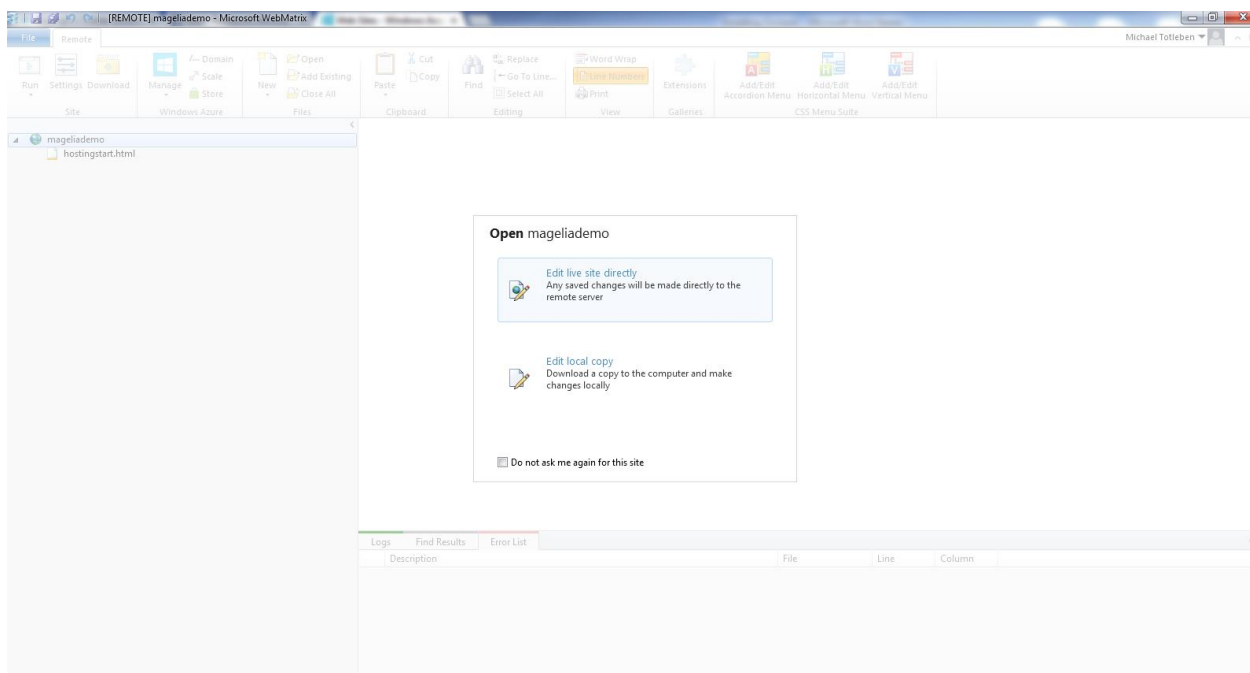 [REMOTE] mageliademo - Microsoft WebMatrix
File Remote Michael Totleben
Run Settings Download
Site
Manage
Domain
Scale
Store
Windows Azure
New
Open
Add Existing
Close All
Files
Paste
Cut
Copy
Clipboard
Find
Replace
Go To Line...
Select All
Editing
Word Wrap
Line Numbers
Print
View
Extensions
Galleries
Add/Edit Accordion Menu
Add/Edit Horizontal Menu
Add/Edit Vertical Menu
CSS Menu Suite
mageliademo
hostingstart.html
Open mageliademo
Edit live site directly
Any saved changes will be made directly to the
remote server
Edit local copy
Download a copy to the computer and make
changes locally
Do not ask me again for this site
Logs Find Results Error List
Description File Line Column